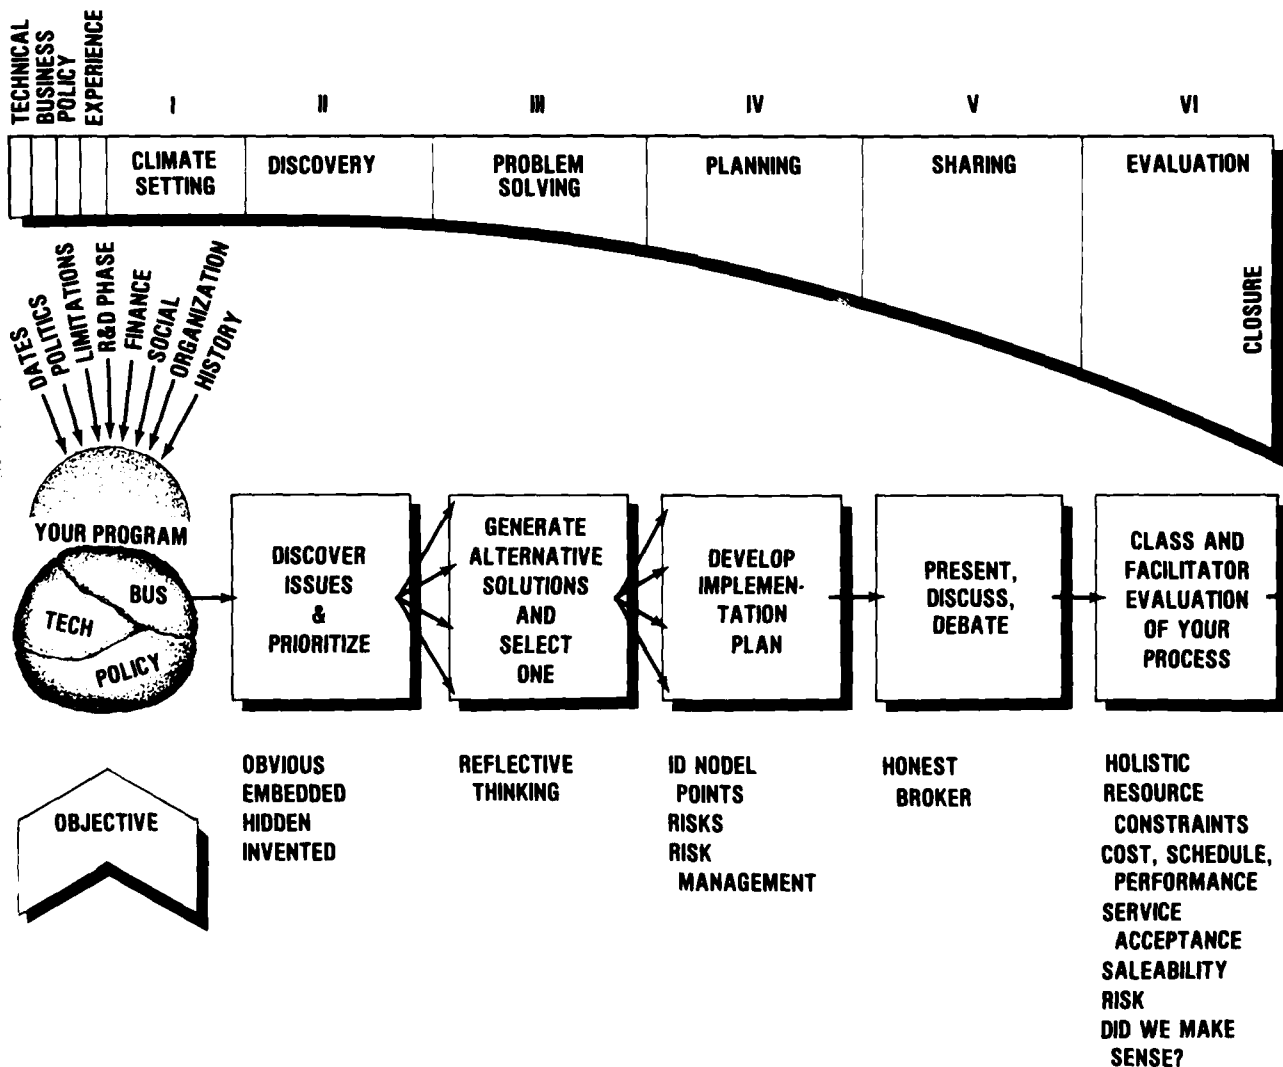 TECHNICAL
BUSINESS
POLICY
EXPERIENCE
I
II
III
IV
V
VI
CLIMATE
SETTING
DISCOVERY
PROBLEM
SOLVING
PLANNING
SHARING
EVALUATION
CLOSURE
DATES
POLITICS
LIMITATIONS
R&D PHASE
FINANCE
SOCIAL
ORGANIZATION
HISTORY
YOUR PROGRAM
BUS
TECH
POLICY
DISCOVER
ISSUES
&
PRIORITIZE
GENERATE
ALTERNATIVE
SOLUTIONS
AND
SELECT
ONE
DEVELOP
IMPLEMEN-
TATION
PLAN
PRESENT,
DISCUSS,
DEBATE
CLASS AND
FACILITATOR
EVALUATION
OF YOUR
PROCESS
OBJECTIVE
OBVIOUS
EMBEDDED
HIDDEN
INVENTED
REFLECTIVE
THINKING
ID NODEL
POINTS
RISKS
RISK
MANAGEMENT
HONEST
BROKER
HOLISTIC
RESOURCE
CONSTRAINTS
COST, SCHEDULE,
PERFORMANCE
SERVICE
ACCEPTANCE
SALEABILITY
RISK
DID WE MAKE
SENSE?